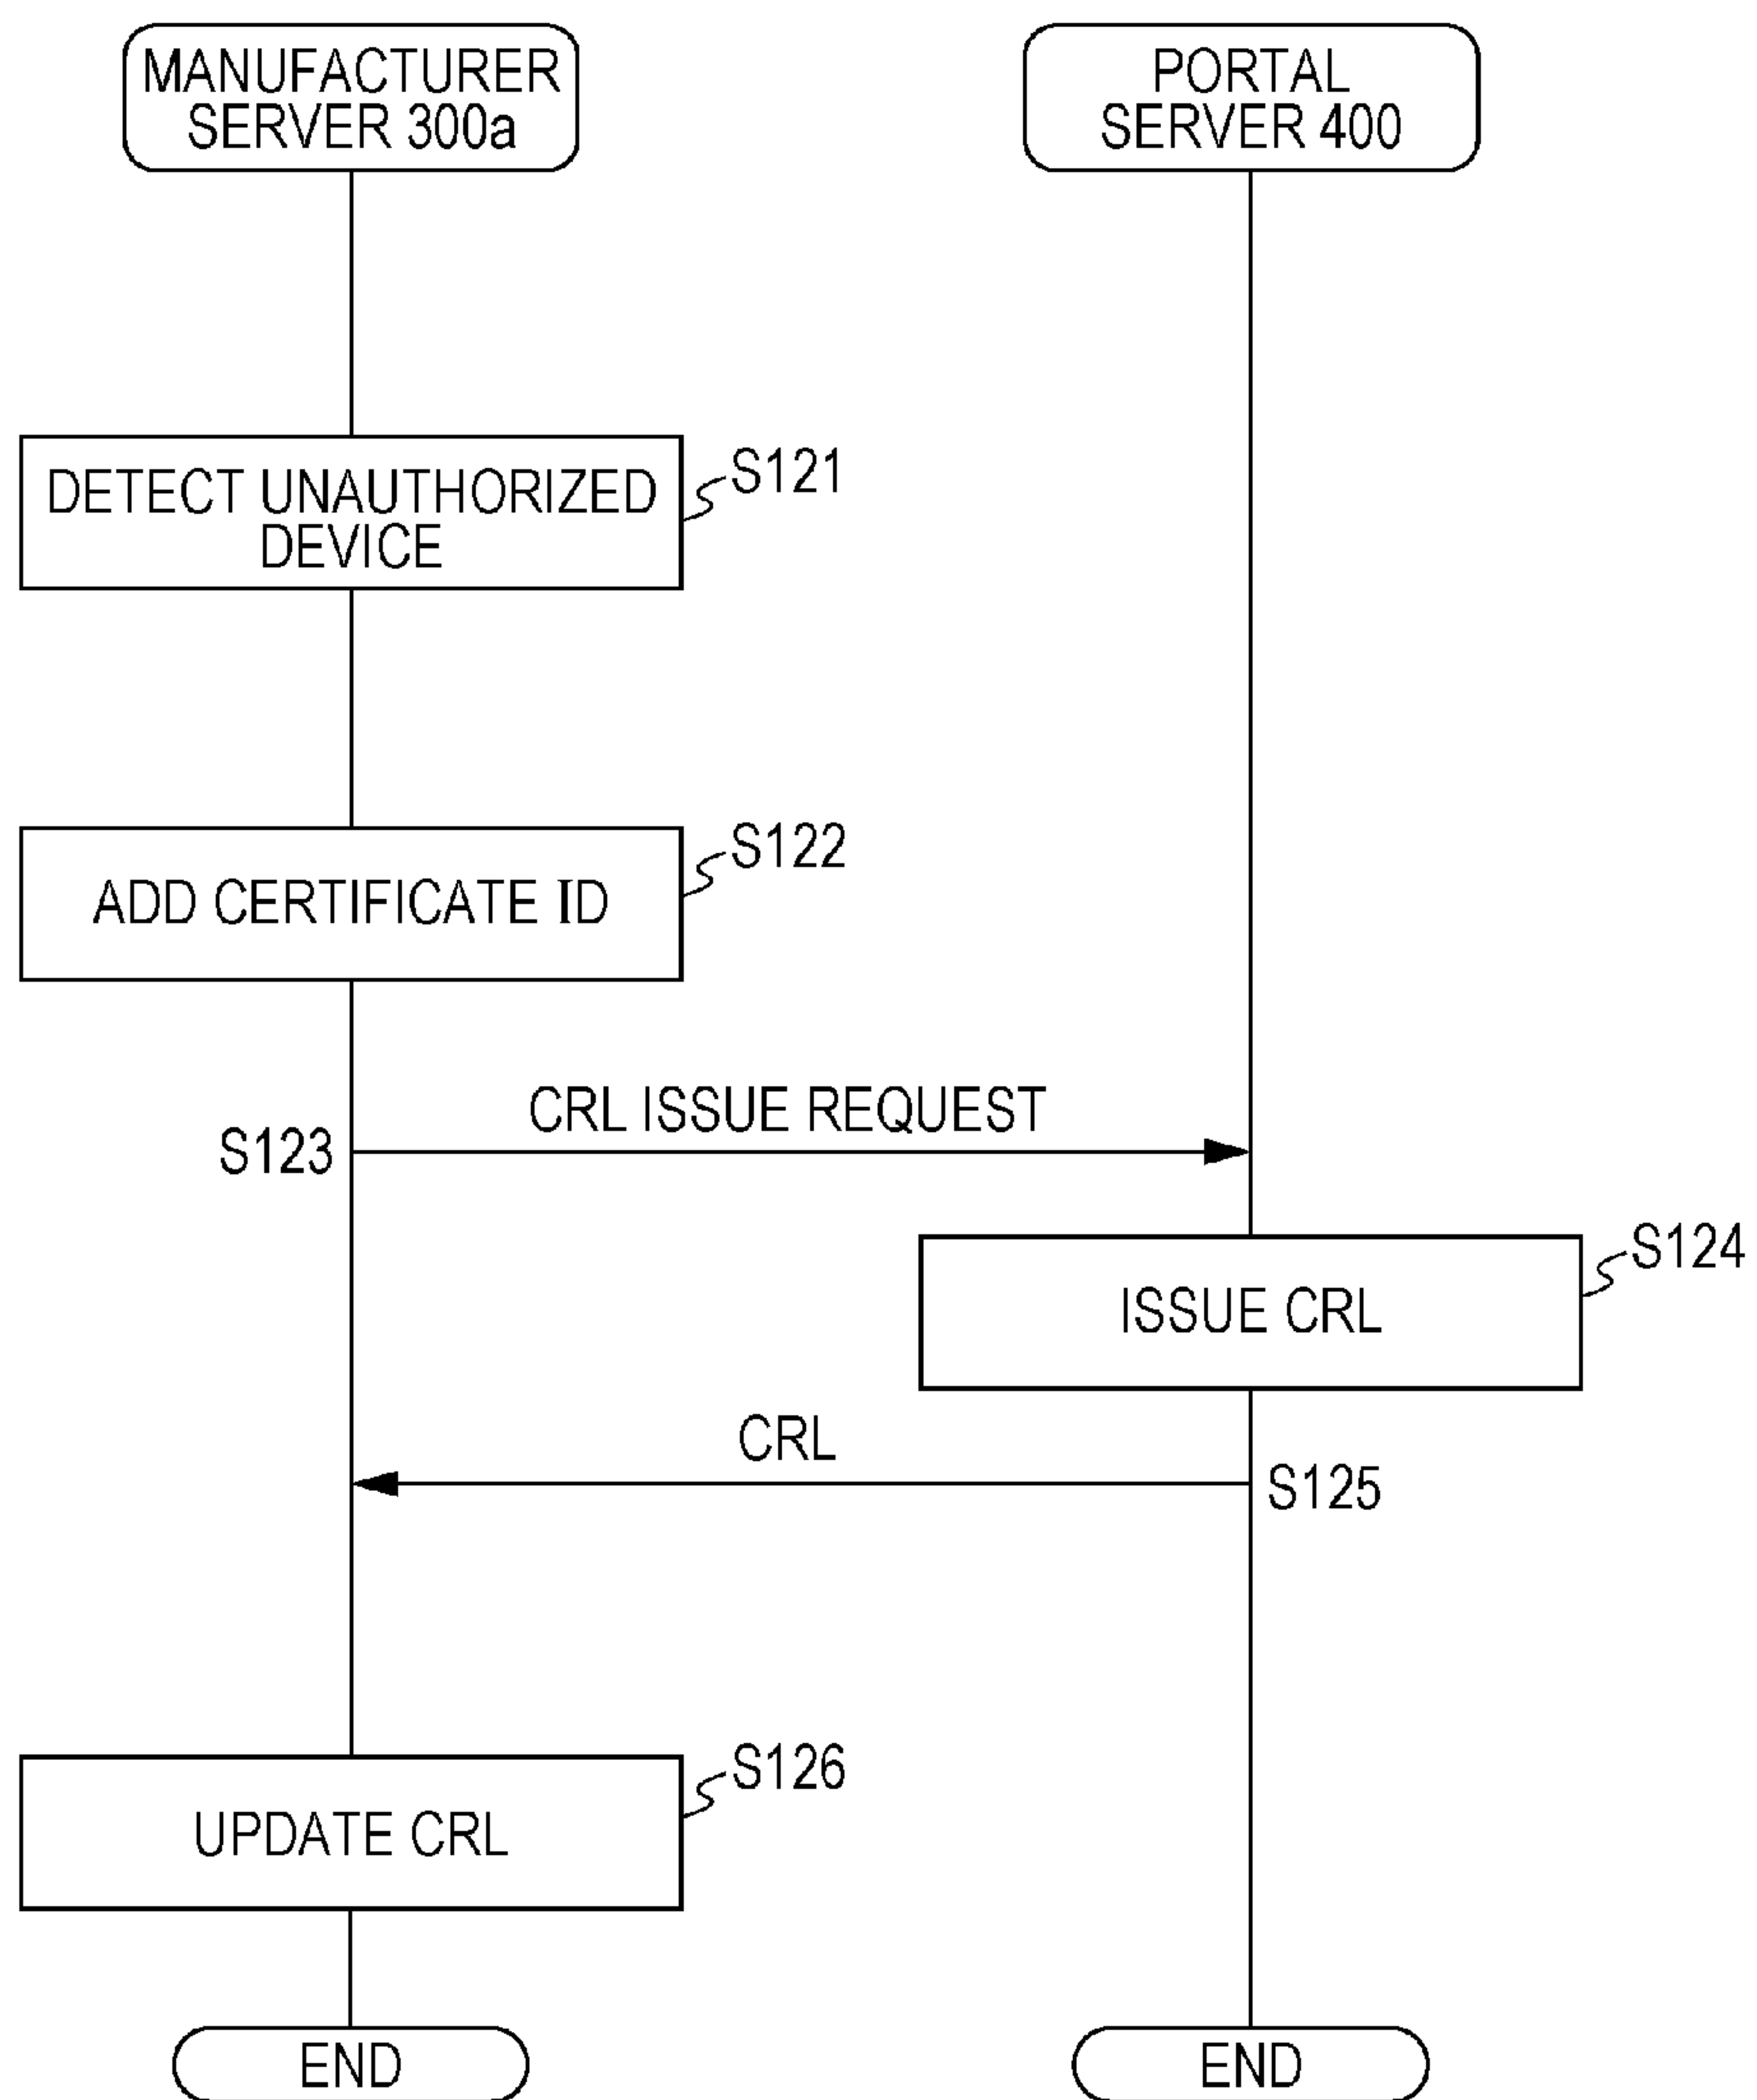 MANUFACTURER
SERVER 300a
PORTAL
SERVER 400
DETECT UNAUTHORIZED
DEVICE
S121
ADD CERTIFICATE ID
S122
CRL ISSUE REQUEST
S123
ISSUE CRL
S124
CRL
S125
UPDATE CRL
S126
END
END